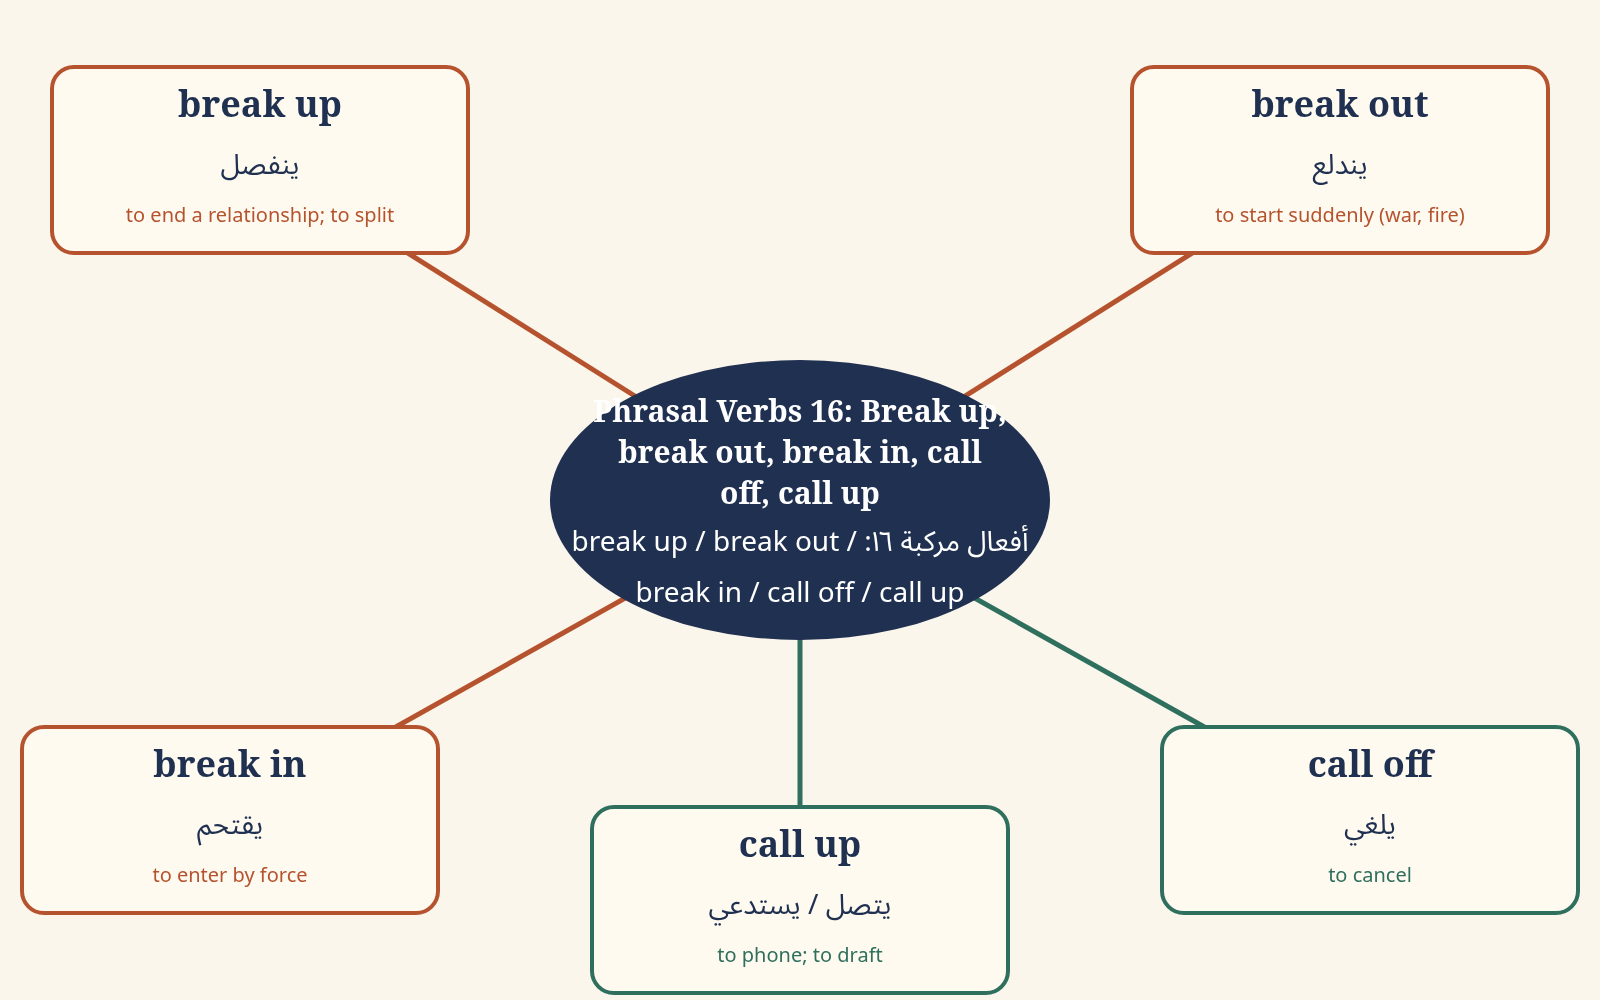 break up
ينفصل
to end a relationship; to split
break out
يندلع
to start suddenly (war, fire)
Phrasal Verbs 16: Break up,
break out, break in, call
off, call up
أفعال مركبة ١٦: break up / break out /
break in / call off / call up
break in
يقتحم
to enter by force
call up
يتصل / يستدعي
to phone; to draft
call off
يلغي
to cancel